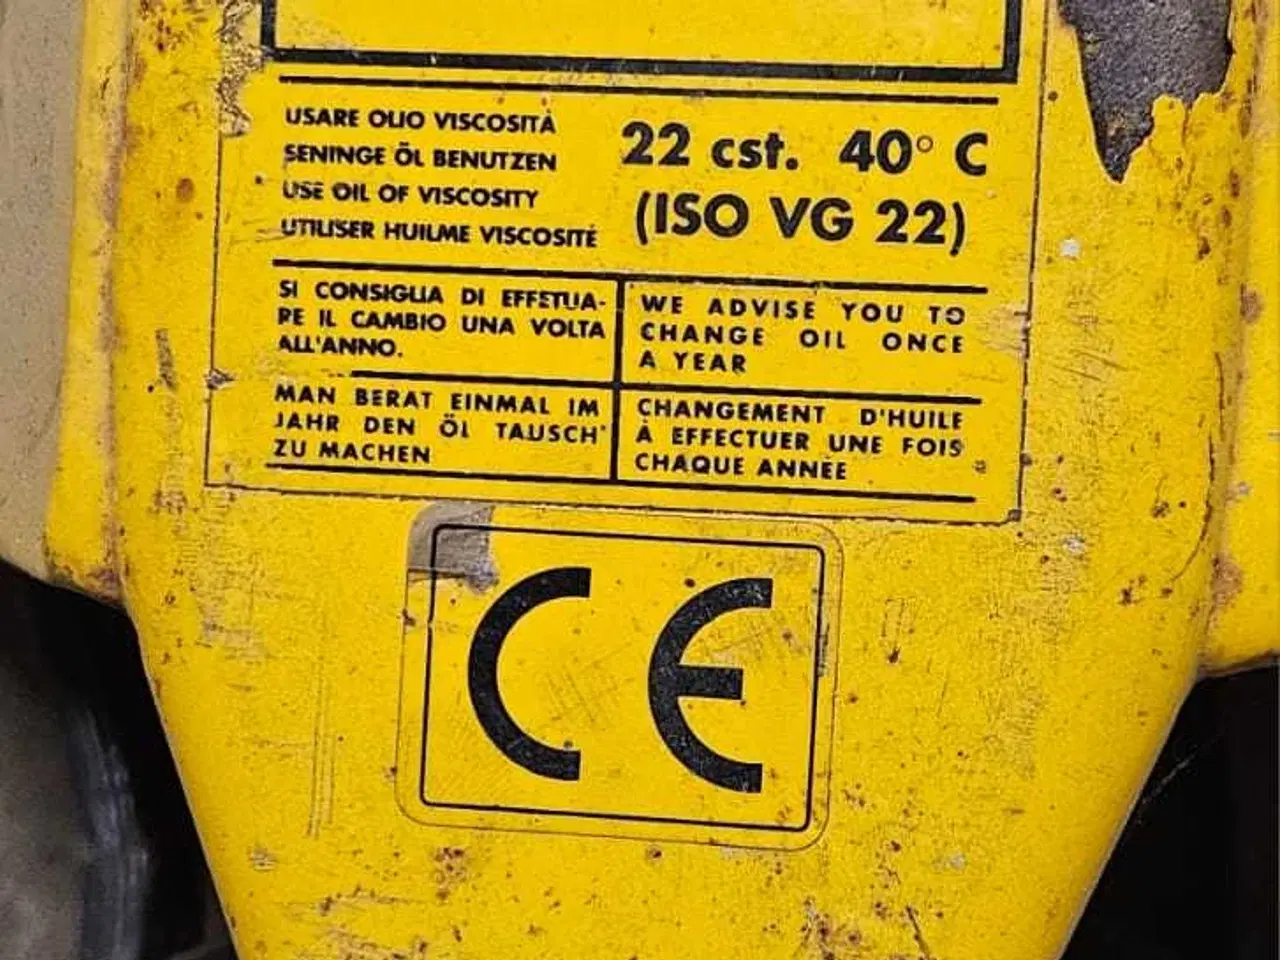 USARE OLIO VISCOSITÀ
SENINGE ÖL BENUTZEN
USE OIL OF VISCOSITY
UTILISER HUILME VISCOSITÉ
22 cst. 40° C
(ISO VG 22)
SI CONSIGLIA DI EFFETUA-
RE IL CAMBIO UNA VOLTA
ALL'ANNO.
WE ADVISE YOU TO
CHANGE OIL ONCE
A YEAR
MAN BERAT EINMAL IM
JAHR DEN ÖL TAUSCH
ZU MACHEN
CHANGEMENT D'HUILE
À EFFECTUER UNE FOIS
CHAQUE ANNÉE
CE